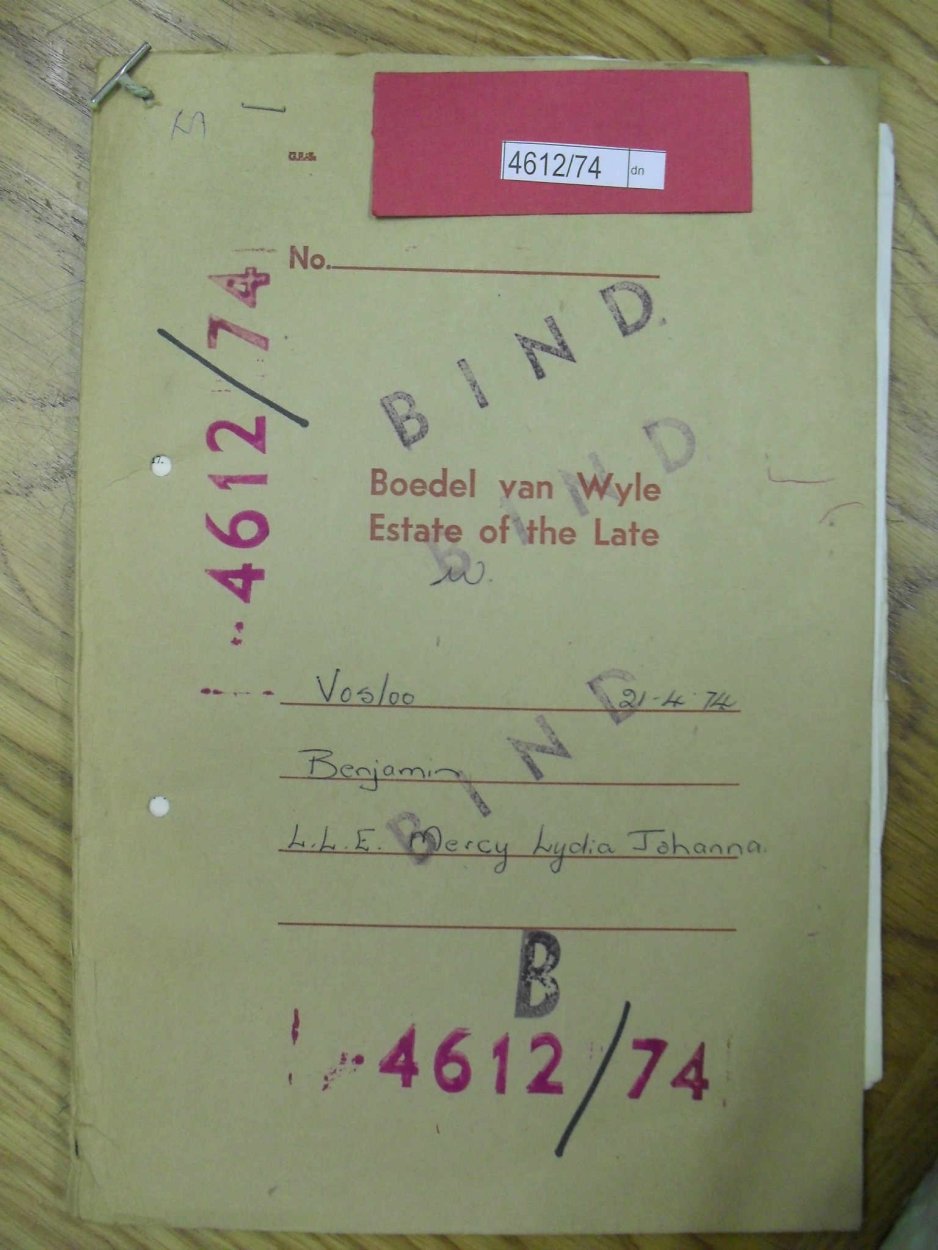 4612/74 dn
G.P.-S.
No.
4612/74
BIND
BIND
Boedel van Wyle
Estate of the Late
W.
Vosloo 21-4-74
Benjamin
BIND
L.L.E. Mercy Lydia Johanna.
B
4612/74